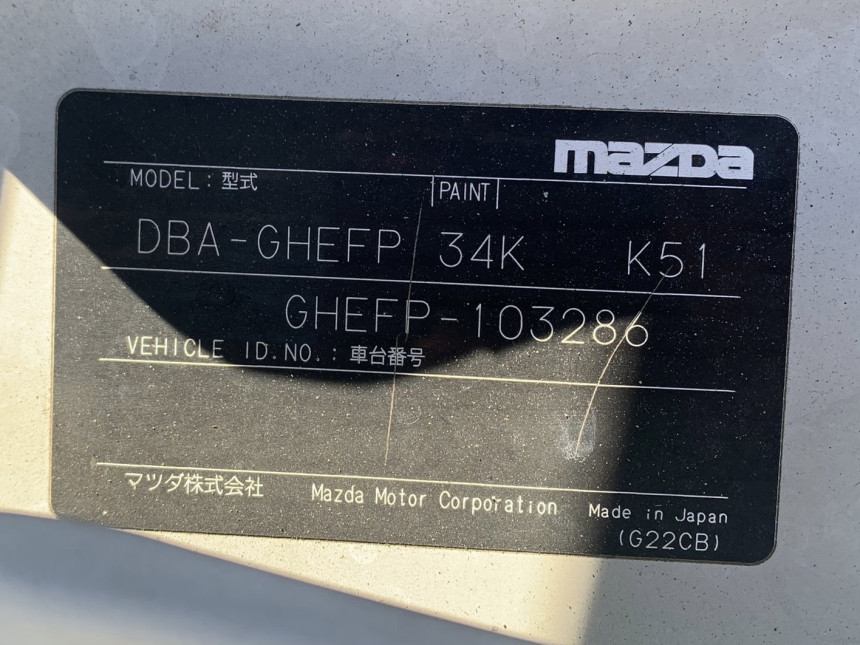 mazDa
MODEL: 型式 |PAINT|
DBA-GHEFP 34K K51
GHEFP-103286
VEHICLE ID.NO.: 車台番号
マツダ株式会社 Mazda Motor Corporation Made in Japan
(G22CB)